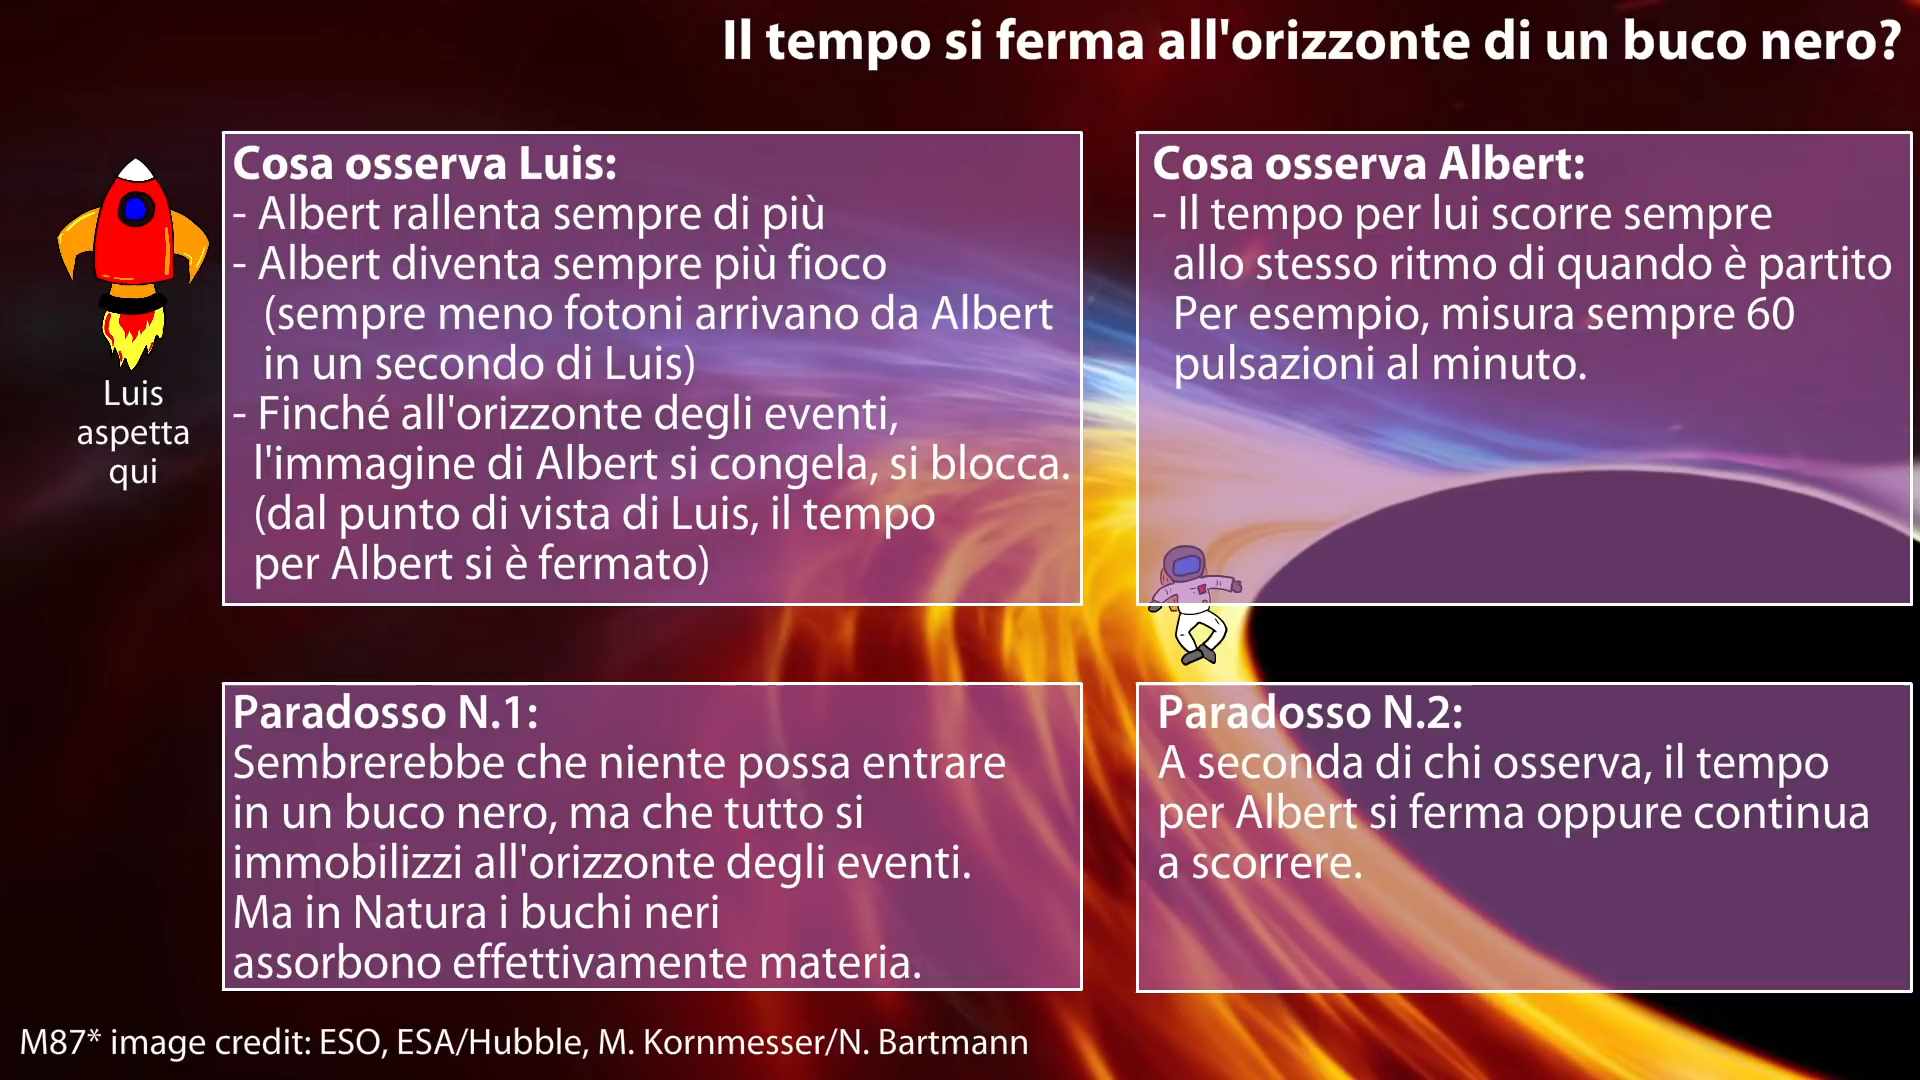 Il tempo si ferma all'orizzonte di un buco nero?
Luis
aspetta
qui
Cosa osserva Luis:
- Albert rallenta sempre di più
- Albert diventa sempre più fioco
(sempre meno fotoni arrivano da Albert
in un secondo di Luis)
- Finché all'orizzonte degli eventi,
l'immagine di Albert si congela, si blocca.
(dal punto di vista di Luis, il tempo
per Albert si è fermato)
Cosa osserva Albert:
- Il tempo per lui scorre sempre
allo stesso ritmo di quando è partito
Per esempio, misura sempre 60
pulsazioni al minuto.
Paradosso N.1:
Sembrerebbe che niente possa entrare
in un buco nero, ma che tutto si
immobilizzi all'orizzonte degli eventi.
Ma in Natura i buchi neri
assorbono effettivamente materia.
Paradosso N.2:
A seconda di chi osserva, il tempo
per Albert si ferma oppure continua
a scorrere.
M87* image credit: ESO, ESA/Hubble, M. Kornmesser/N. Bartmann